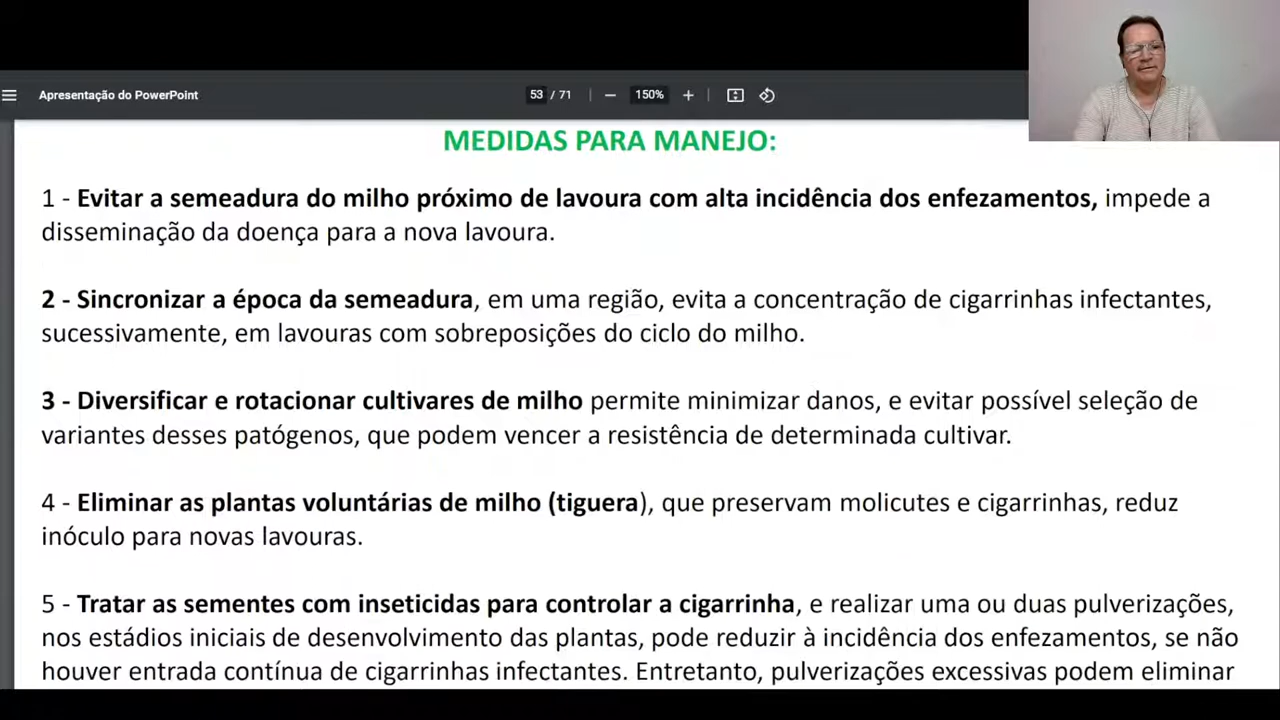 Apresentação do PowerPoint
53 / 71
150%
MEDIDAS PARA MANEJO:
1 - Evitar a semeadura do milho próximo de lavoura com alta incidência dos enfezamentos, impede a
disseminação da doença para a nova lavoura.
2 - Sincronizar a época da semeadura, em uma região, evita a concentração de cigarrinhas infectantes,
sucessivamente, em lavouras com sobreposições do ciclo do milho.
3 - Diversificar e rotacionar cultivares de milho permite minimizar danos, e evitar possível seleção de
variantes desses patógenos, que podem vencer a resistência de determinada cultivar.
4 - Eliminar as plantas voluntárias de milho (tiguera), que preservam molicutes e cigarrinhas, reduz
inóculo para novas lavouras.
5 - Tratar as sementes com inseticidas para controlar a cigarrinha, e realizar uma ou duas pulverizações,
nos estádios iniciais de desenvolvimento das plantas, pode reduzir à incidência dos enfezamentos, se não
houver entrada contínua de cigarrinhas infectantes. Entretanto, pulverizações excessivas podem eliminar